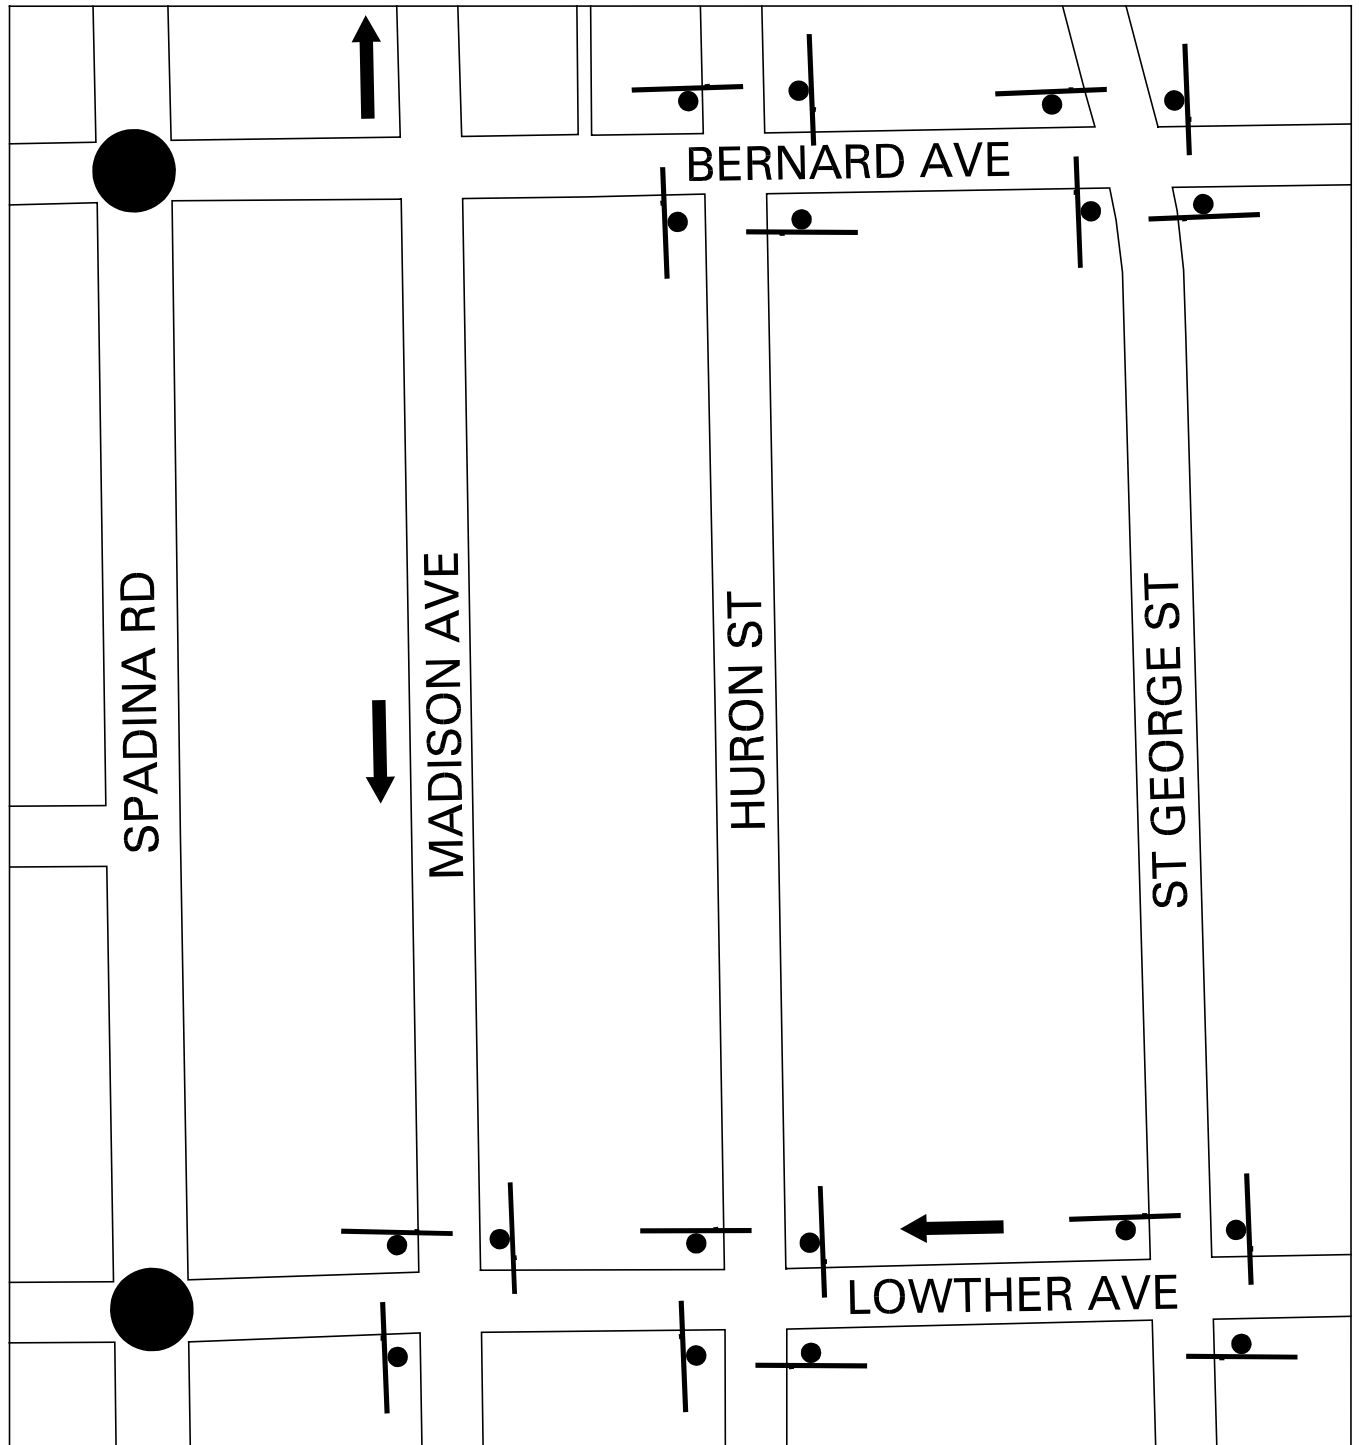 BERNARD AVE
SPADINA RD
MADISON AVE
HURON ST
ST GEORGE ST
LOWTHER AVE